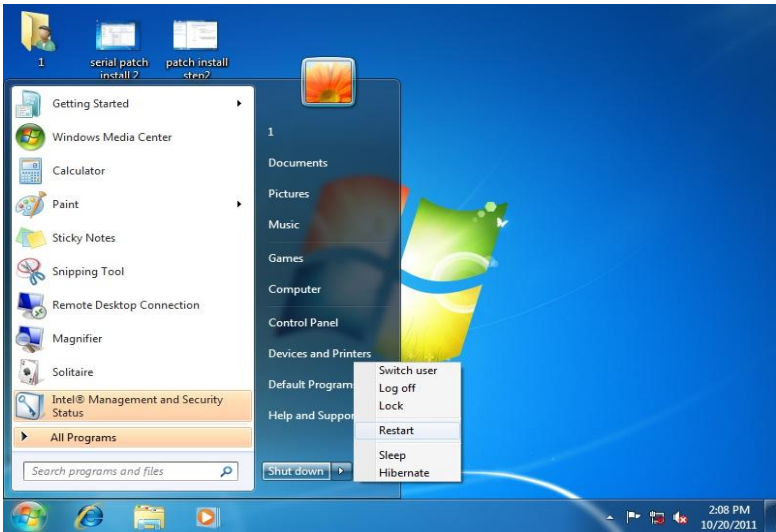 1
serial patch
install 2
patch install
step2
Getting Started
Windows Media Center
Calculator
Paint
Sticky Notes
Snipping Tool
Remote Desktop Connection
Magnifier
Solitaire
Intel® Management and Security
Status
All Programs
Search programs and files
1
Documents
Pictures
Music
Games
Computer
Control Panel
Devices and Printers
Default Program
Help and Suppor
Shut down
Switch user
Log off
Lock
Restart
Sleep
Hibernate
2:08 PM
10/20/2011